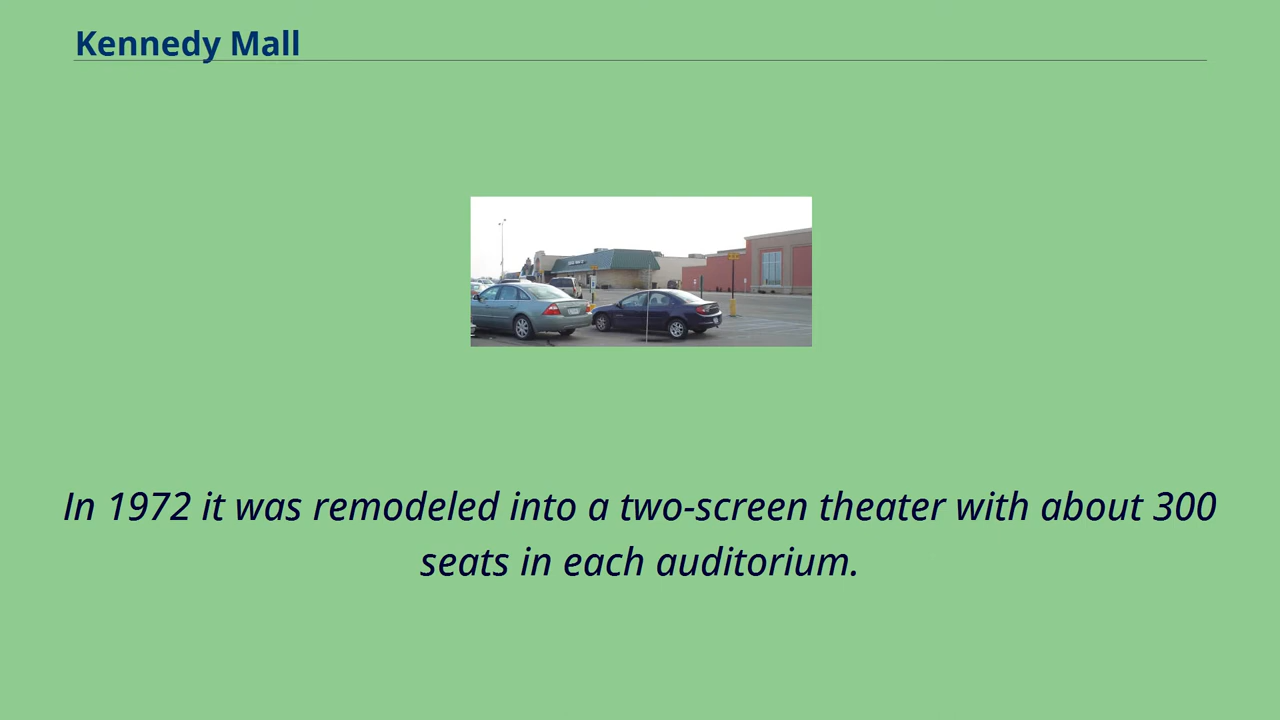 Kennedy Mall
In 1972 it was remodeled into a two-screen theater with about 300
seats in each auditorium.